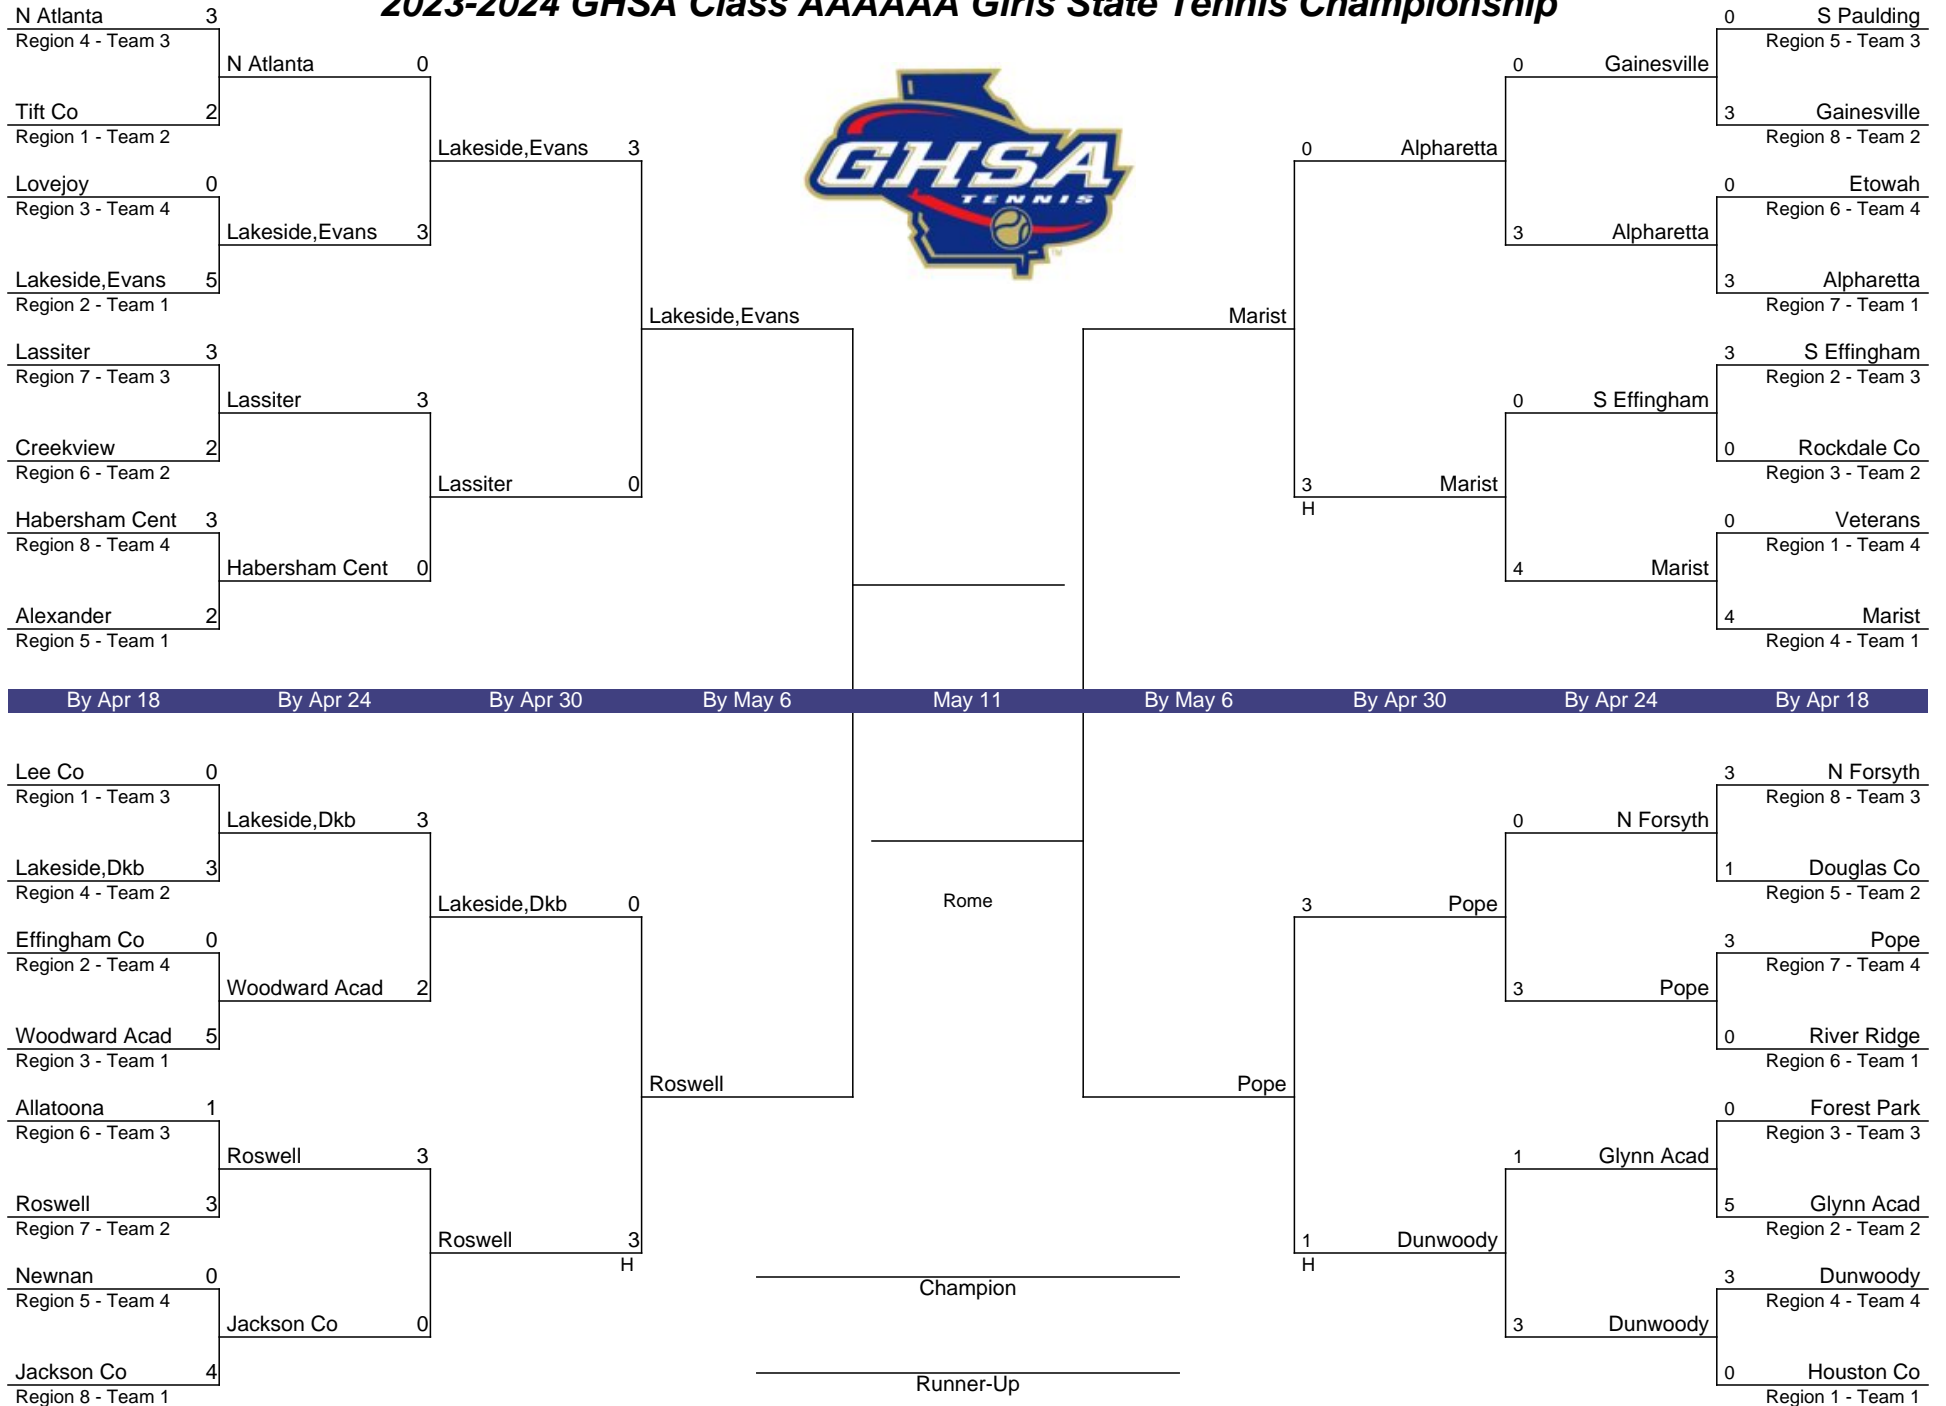 2023-2024 GHSA Class AAAAAA Girls State Tennis Championship
GHSA
TENNIS
TM
N Atlanta 3
Region 4 - Team 3
Tift Co 2
Region 1 - Team 2
Lovejoy 0
Region 3 - Team 4
Lakeside,Evans 5
Region 2 - Team 1
Lassiter 3
Region 7 - Team 3
Creekview 2
Region 6 - Team 2
Habersham Cent 3
Region 8 - Team 4
Alexander 2
Region 5 - Team 1
N Atlanta 0
Lakeside,Evans 3
Lassiter 3
Habersham Cent 0
Lakeside,Evans 3
Lassiter 0
Lakeside,Evans
Marist
0 Alpharetta
3 Marist
H
0 Gainesville
3 Alpharetta
0 S Effingham
4 Marist
0 S Paulding
Region 5 - Team 3
3 Gainesville
Region 8 - Team 2
0 Etowah
Region 6 - Team 4
3 Alpharetta
Region 7 - Team 1
3 S Effingham
Region 2 - Team 3
0 Rockdale Co
Region 3 - Team 2
0 Veterans
Region 1 - Team 4
4 Marist
Region 4 - Team 1
By Apr 18 By Apr 24 By Apr 30 By May 6 May 11 By May 6 By Apr 30 By Apr 24 By Apr 18
Lee Co 0
Region 1 - Team 3
Lakeside,Dkb 3
Region 4 - Team 2
Effingham Co 0
Region 2 - Team 4
Woodward Acad 5
Region 3 - Team 1
Allatoona 1
Region 6 - Team 3
Roswell 3
Region 7 - Team 2
Newnan 0
Region 5 - Team 4
Jackson Co 4
Region 8 - Team 1
Lakeside,Dkb 3
Woodward Acad 2
Roswell 3
Jackson Co 0
Lakeside,Dkb 0
Roswell 3
H
Roswell
Rome
Champion
Runner-Up
Pope
3 Pope
1 Dunwoody
H
0 N Forsyth
3 Pope
1 Glynn Acad
3 Dunwoody
3 N Forsyth
Region 8 - Team 3
1 Douglas Co
Region 5 - Team 2
3 Pope
Region 7 - Team 4
0 River Ridge
Region 6 - Team 1
0 Forest Park
Region 3 - Team 3
5 Glynn Acad
Region 2 - Team 2
3 Dunwoody
Region 4 - Team 4
0 Houston Co
Region 1 - Team 1